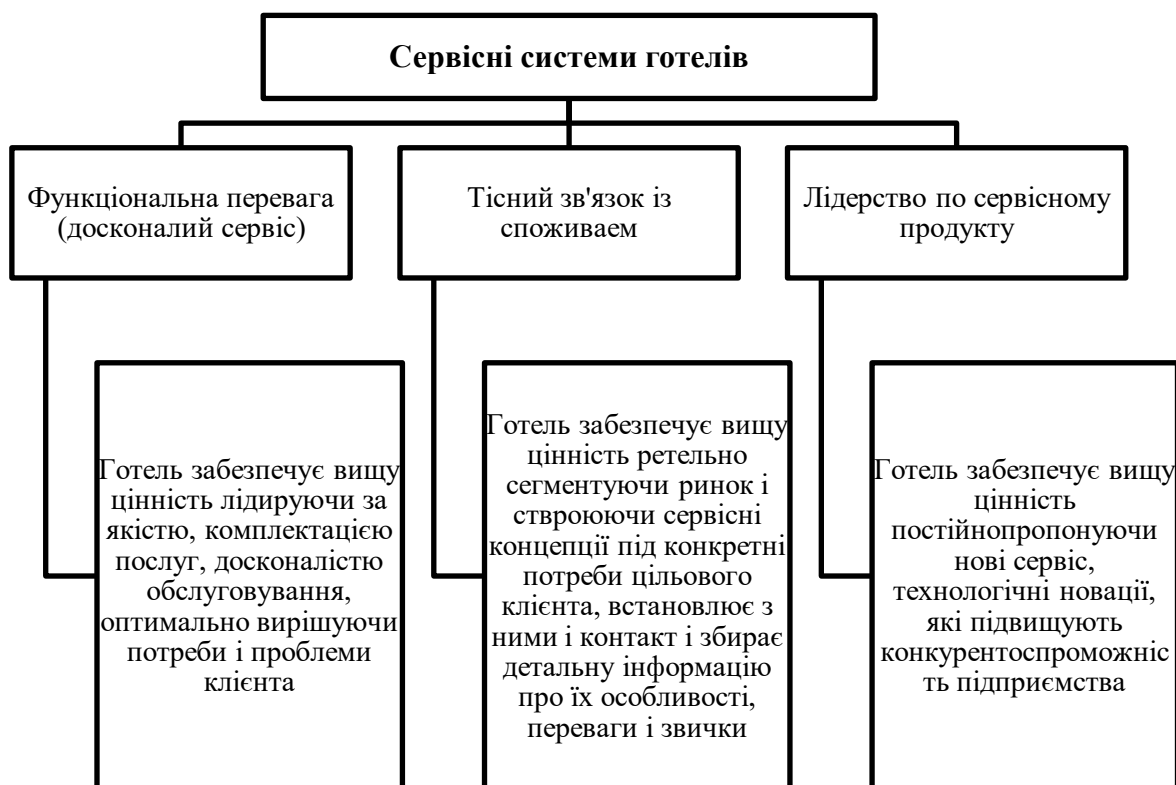 Сервісні системи готелів
Функціональна перевага
(досконалий сервіс)
Тісний зв'язок із
споживаем
Лідерство по сервісному
продукту
Готель забезпечує вищу
цінність лідируючи за
якістю, комплектацією
послуг, досконалістю
обслуговування,
оптимально вирішуючи
потреби і проблеми
клієнта
Готель забезпечує вищу
цінність ретельно
сегментуючи ринок і
ствроюючи сервісні
концепції під конкретні
потреби цільового
клієнта, встановлює з
ними і контакт і збирає
детальну інформацію
про їх особливості,
переваги і звички
Готель забезпечує вищу
цінність
постійнопропонуючи
нові сервіс,
технологічні новації,
які підвищують
конкурентоспроможніс
ть підприємства